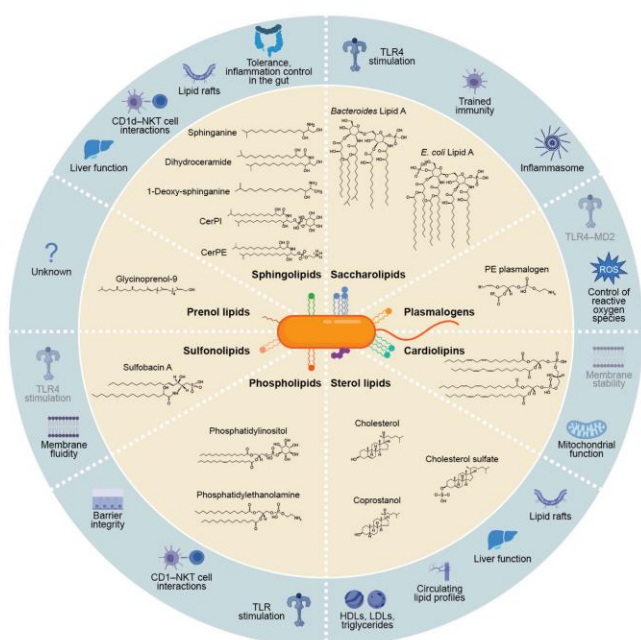 Tolerance,
inflammation control
in the gut
Lipid rafts
CD1d–NKT cell
interactions
Liver function
?
Unknown
TLR4
stimulation
Membrane
fluidity
Barrier
integrity
CD1–NKT cell
interactions
TLR
stimulation
TLR4
stimulation
Trained
immunity
Inflammasome
TLR4–MD2
ROS
Control of
reactive
oxygen
species
Membrane
stability
Mitochondrial
function
Lipid rafts
Liver function
Circulating
lipid profiles
HDLs, LDLs,
triglycerides
Sphinganine
Dihydroceramide
1-Deoxy-sphinganine
CerPI
CerPE
Sphingolipids
Bacteroides Lipid A
E. coli Lipid A
Saccharolipids
Glycinoprenol-9
Prenol lipids
PE plasmalogen
Plasmalogens
Sulfonolipids
Sulfobacin A
Cardiolipins
Phospholipids
Phosphatidylinositol
Phosphatidylethanolamine
Sterol lipids
Cholesterol
Cholesterol sulfate
Coprostanol